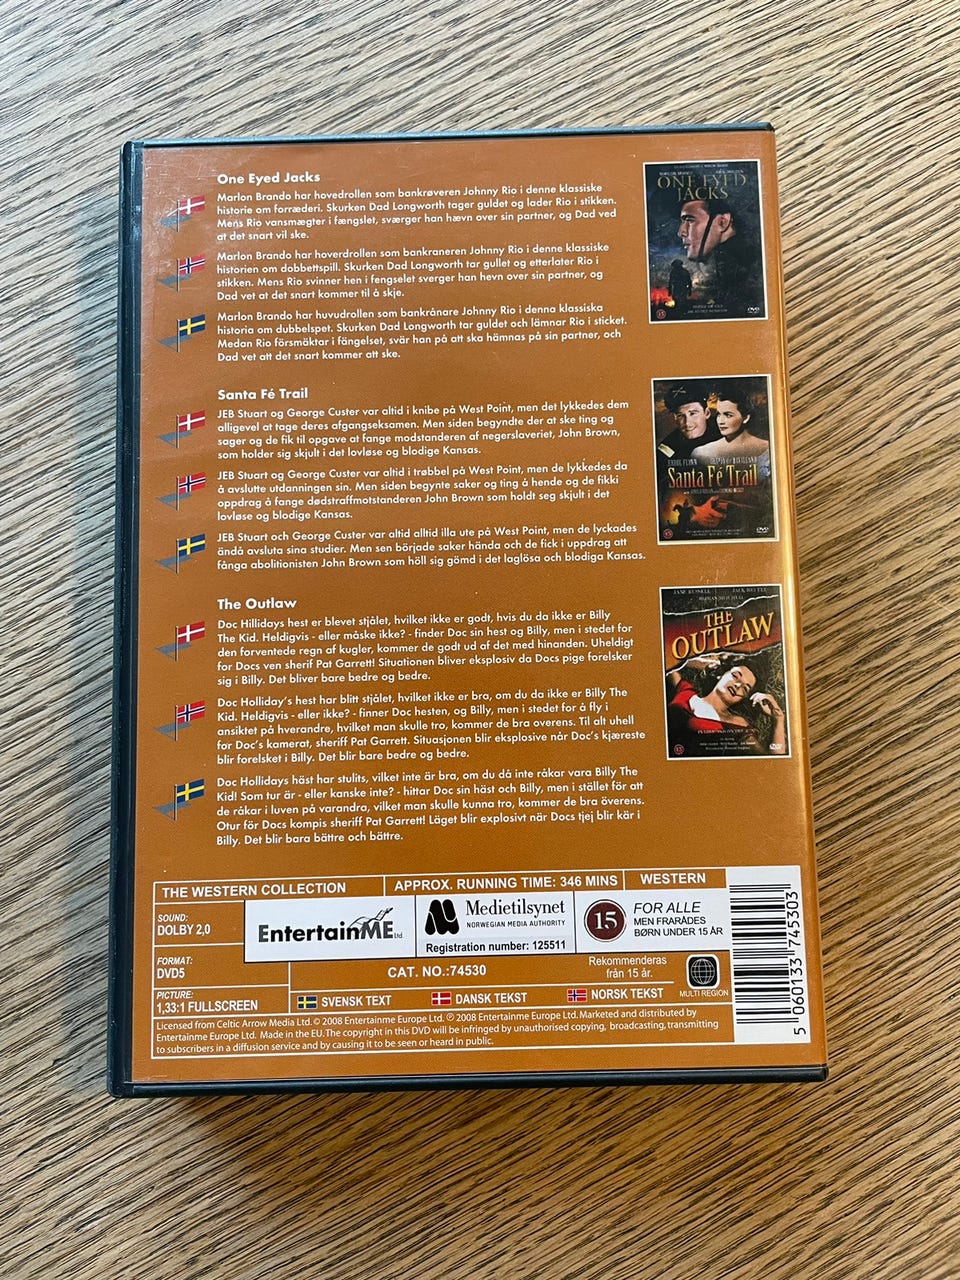 One Eyed Jacks
Marlon Brando har hovedrollen som bankrøveren Johnny Rio i denne klassiske
historie om forræderi. Skurken Dad Longworth tager guldet og lader Rio i stikken.
Mens Rio vansmægter i fængslet, sværger han hævn over sin partner, og Dad ved
at det snart vil ske.
Marlon Brando har hoverdrollen som bankraneren Johnny Rio i denne klassiske
historien om dobbettspill. Skurken Dad Longworth tar gullet og etterlater Rio i
stikken. Mens Rio svinner hen i fengselet sverger han hevn over sin partner, og
Dad vet at det snart kommer til å skje.
Marlon Brando har huvudrollen som bankrånare Johnny Rio i denna klassiska
historia om dubbelspet. Skurken Dad Longworth tar guldet och lämnar Rio i sticket.
Medan Rio försmäktar i fängelset, svär han på att ska hämnas på sin partner, och
Dad vet att det snart kommer att ske.
ONE EYED
JACKS
15
DVD
Santa Fé Trail
JEB Stuart og George Custer var altid i knibe på West Point, men det lykkedes dem
alligevel at tage deres afgangseksamen. Men siden begyndte der at ske ting og
sager og de fik til opgave at fange modstanderen af negerslaveriet, John Brown,
som holder sig skjult i det lovløse og blodige Kansas.
JEB Stuart og George Custer var altid i trøbbel på West Point, men de lykkedes da
å avslutte utdanningen sin. Men siden begynte saker og ting å hende og de fikki
oppdrag å fange dødstraffmotstanderen John Brown som holdt seg skjult i det
lovløse og blodige Kansas.
JEB Stuart och George Custer var altid alltid illa ute på West Point, men de lyckades
ändå avsluta sina studier. Men sen började saker hända och de fick i uppdrag att
fånga abolitionisten John Brown som höll sig gömd i det laglösa och blodiga Kansas.
ERROL FLYNN
OLIVIA de HAVILLAND
Santa Fé Trail
DVD
The Outlaw
Doc Hillidays hest er blevet stjålet, hvilket ikke er godt, hvis du da ikke er Billy
The Kid. Heldigvis - eller måske ikke? - finder Doc sin hest og Billy, men i stedet for
den forventede regn af kugler, kommer de godt ud af det med hinanden. Uheldigt
for Docs ven sherif Pat Garrett! Situationen bliver eksplosiv da Docs pige forelsker
sig i Billy. Det bliver bare bedre og bedre.
Doc Holliday's hest har blitt stjålet, hvilket ikke er bra, om du da ikke er Billy The
Kid. Heldigvis - eller ikke? - finner Doc hesten, og Billy, men i stedet for å fly i
ansiktet på hverandre, hvilket man skulle tro, kommer de bra overens. Til alt uhell
for Doc's kamerat, sheriff Pat Garrett. Situasjonen blir eksplosive når Doc's kjæreste
blir forelsket i Billy. Det blir bare bedre og bedre.
Doc Hollidays häst har stulits, vilket inte är bra, om du då inte råkar vara Billy The
Kid! Som tur är - eller kanske inte? - hittar Doc sin häst och Billy, men i stället för att
de råkar i luven på varandra, vilket man skulle kunna tro, kommer de bra överens.
Otur för Docs kompis sheriff Pat Garrett! Läget blir explosivt när Docs tjej blir kär i
Billy. Det blir bara bättre och bättre.
JANE RUSSELL JACK BEUTEL
THE
OUTLAW
15
THE WESTERN COLLECTION
APPROX. RUNNING TIME: 346 MINS
WESTERN
SOUND:
DOLBY 2,0
EntertainME Ltd.
Medietilsynet
NORWEGIAN MEDIA AUTHORITY
Registration number: 125511
15
FOR ALLE
MEN FRARÅDES
BØRN UNDER 15 ÅR
FORMAT:
DVD5
CAT. NO.:74530
Rekommenderas
från 15 år.
MULTI REGION
PICTURE:
1,33:1 FULLSCREEN
SVENSK TEXT
DANSK TEKST
NORSK TEKST
Licensed from Celtic Arrow Media Ltd. © 2008 Entertainme Europe Ltd. ℗ 2008 Entertainme Europe Ltd. Marketed and distributed by
Entertainme Europe Ltd. Made in the EU. The copyright in this DVD will be infringed by unauthorised copying, broadcasting, transmitting
to subscribers in a diffusion service and by causing it to be seen or heard in public.
5 060133 745303